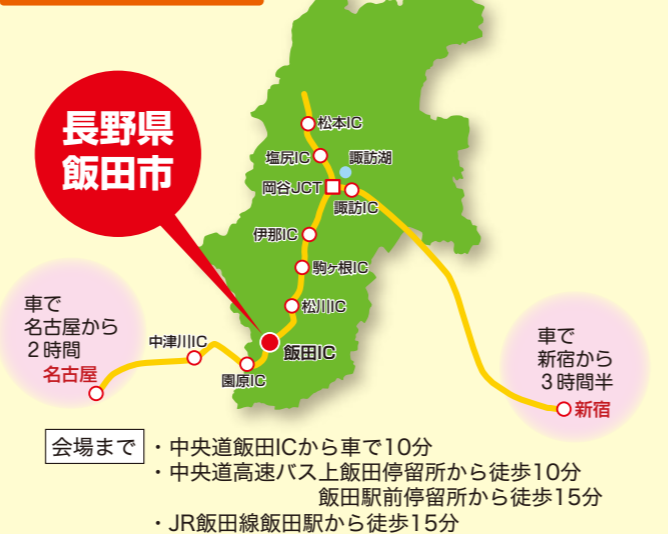 長野県
飯田市
松本IC
塩尻IC
諏訪湖
岡谷JCT
諏訪IC
伊那IC
駒ヶ根IC
松川IC
飯田IC
中津川IC
園原IC
車で
名古屋から
2時間
名古屋
車で
新宿から
3時間半
新宿
会場まで ・中央道飯田ICから車で10分
・中央道高速バス上飯田停留所から徒歩10分
飯田駅前停留所から徒歩15分
・JR飯田線飯田駅から徒歩15分